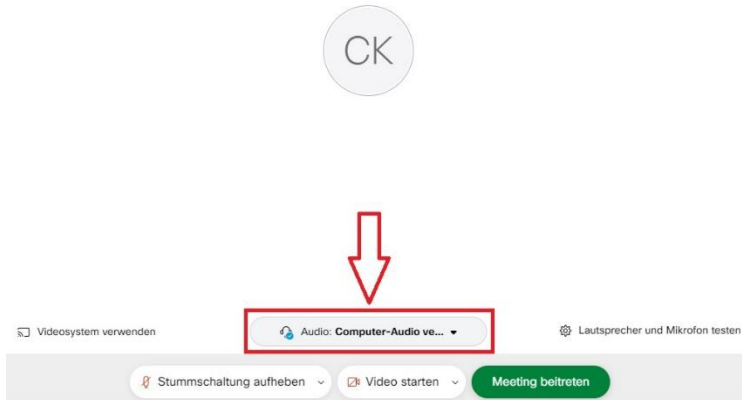 CK
Videosystem verwenden
Audio: Computer-Audio ve...
Lautsprecher und Mikrofon testen
Stummschaltung aufheben
Video starten
Meeting beitreten